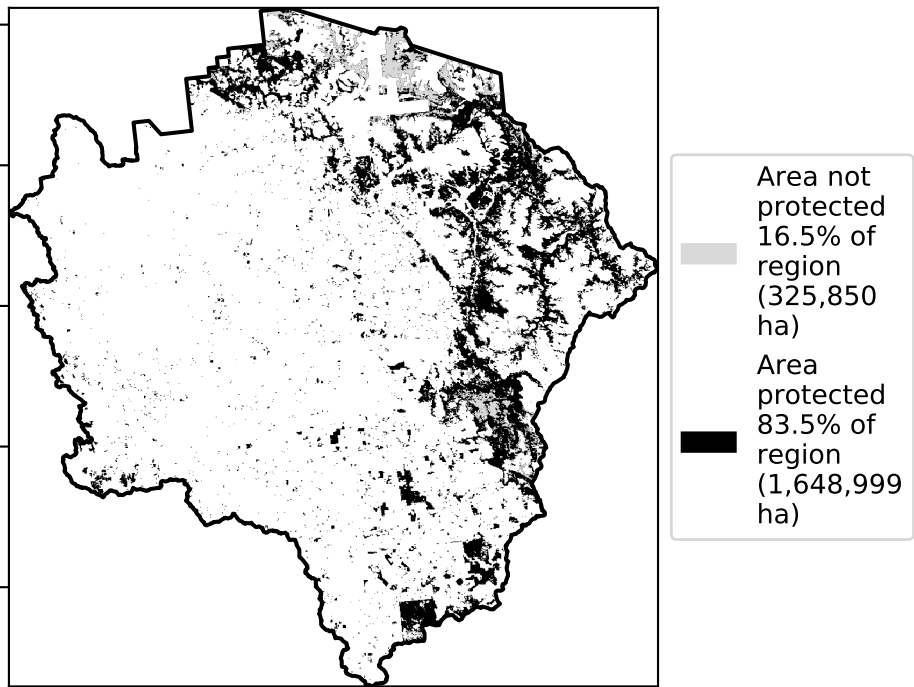 Area not
protected
16.5% of
region
(325,850
ha)
Area
protected
83.5% of
region
(1,648,999
ha)